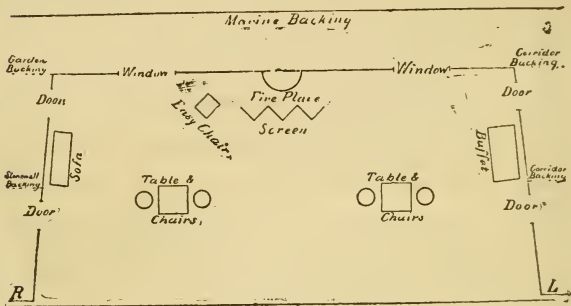 Marine Backing
Garden
Backing
Window
Window
Corridor
Backing
Door
Easy Chair
Fire Place
Screen
Door
Sofa
Buffet
Stonewall
Backing
Table &
Chairs
Table &
Chairs
Corridor
Backing
Door
Door
R
L